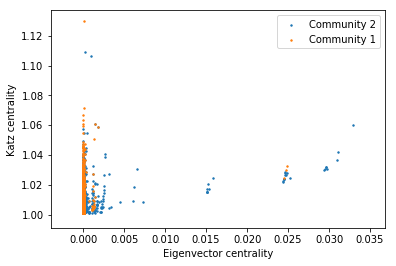 Community 2
Community 1
Katz centrality
1.12
1.10
1.08
1.06
1.04
1.02
1.00
0.000 0.005 0.010 0.015 0.020 0.025 0.030 0.035
Eigenvector centrality